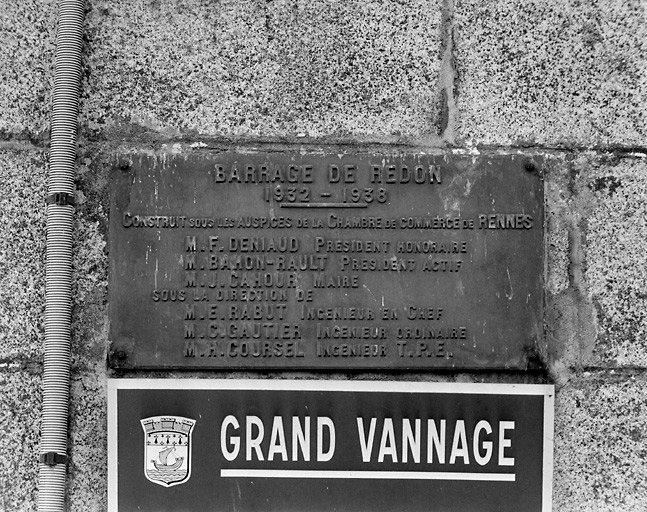 BARRAGE DE REDON
1932 - 1938
CONSTRUIT SOUS LES AUSPICES DE LA CHAMBRE DE COMMERCE DE RENNES
M.F. DENIAUD PRESIDENT HONORAIRE
M. BAHON-RAULT PRESIDENT ACTIF
M.J. CAHOUR MAIRE
SOUS LA DIRECTION DE
M.E. RABUT INGENIEUR EN CHEF
M.C. GAUTIER INGENIEUR ORDINAIRE
M.H. COURSEL INGENIEUR T.P.E.
GRAND VANNAGE